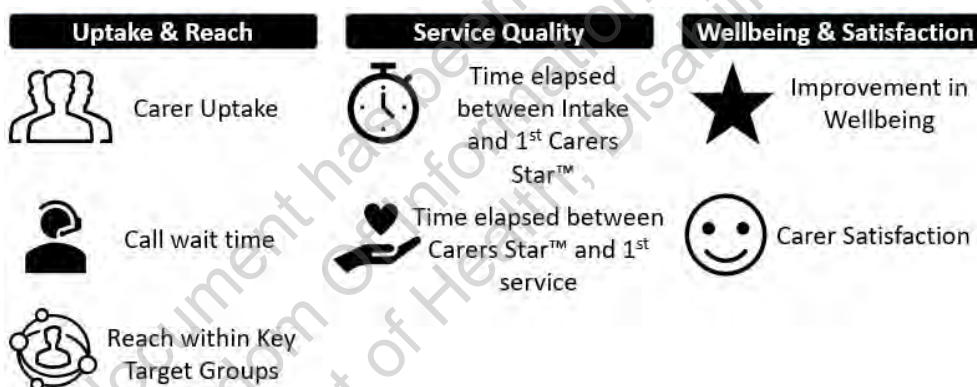 Uptake & Reach
Carer Uptake
Call wait time
Reach within Key
Target Groups
Service Quality
Time elapsed
between Intake
and 1st Carers
Star™
Time elapsed between
Carers Star™ and 1st
service
Wellbeing & Satisfaction
Improvement in
Wellbeing
Carer Satisfaction